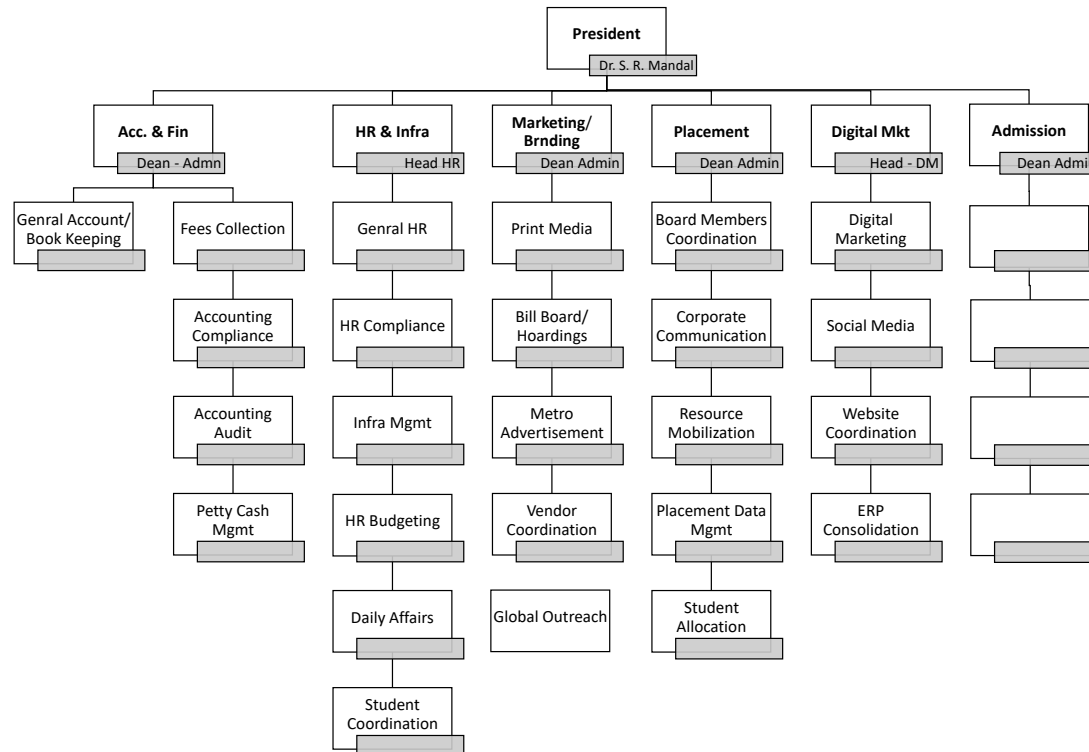 President
Dr. S. R. Mandal
Acc. & Fin
Dean - Admn
HR & Infra
Head HR
Marketing/
Brnding
Dean Admin
Placement
Dean Admin
Digital Mkt
Head - DM
Admission
Dean Admi
Genral Account/
Book Keeping
Fees Collection
Accounting
Compliance
Accounting
Audit
Petty Cash
Mgmt
Genral HR
HR Compliance
Infra Mgmt
HR Budgeting
Daily Affairs
Student
Coordination
Print Media
Bill Board/
Hoardings
Metro
Advertisement
Vendor
Coordination
Global Outreach
Board Members
Coordination
Corporate
Communication
Resource
Mobilization
Placement Data
Mgmt
Student
Allocation
Digital
Marketing
Social Media
Website
Coordination
ERP
Consolidation